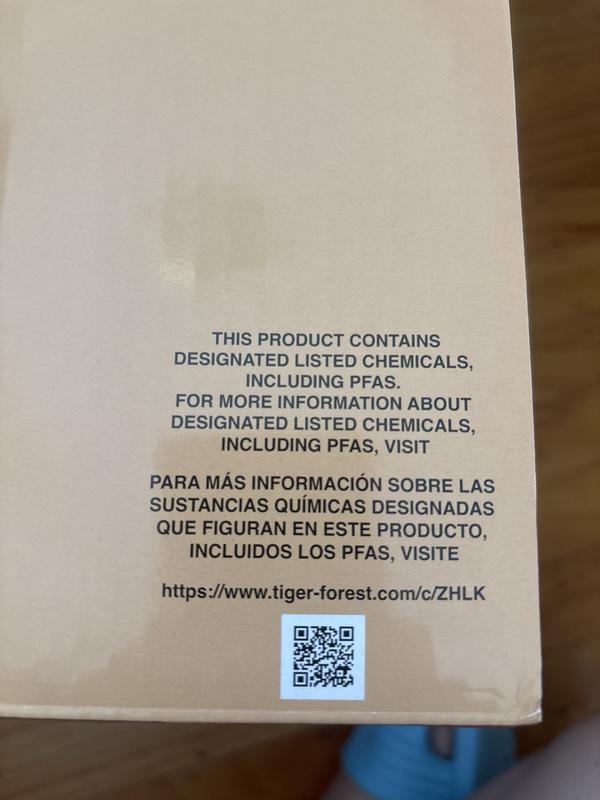 THIS PRODUCT CONTAINS
DESIGNATED LISTED CHEMICALS,
INCLUDING PFAS.
FOR MORE INFORMATION ABOUT
DESIGNATED LISTED CHEMICALS,
INCLUDING PFAS, VISIT
PARA MÁS INFORMACIÓN SOBRE LAS
SUSTANCIAS QUÍMICAS DESIGNADAS
QUE FIGURAN EN ESTE PRODUCTO,
INCLUIDOS LOS PFAS, VISITE
https://www.tiger-forest.com/c/ZHLK